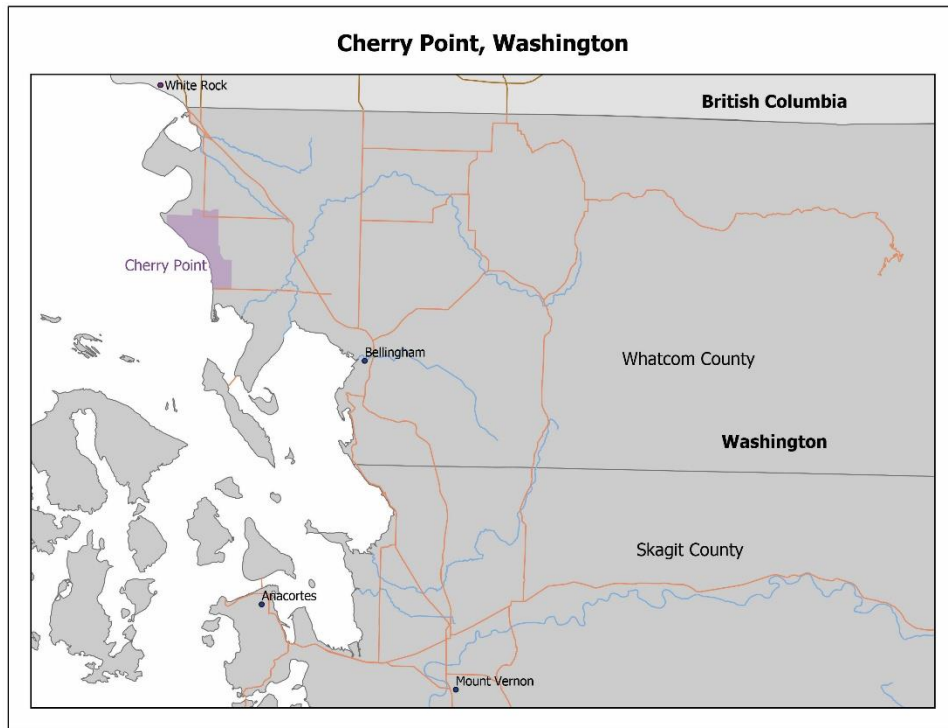 Cherry Point, Washington
White Rock
British Columbia
Cherry Point
Bellingham
Whatcom County
Washington
Skagit County
Anacortes
Mount Vernon